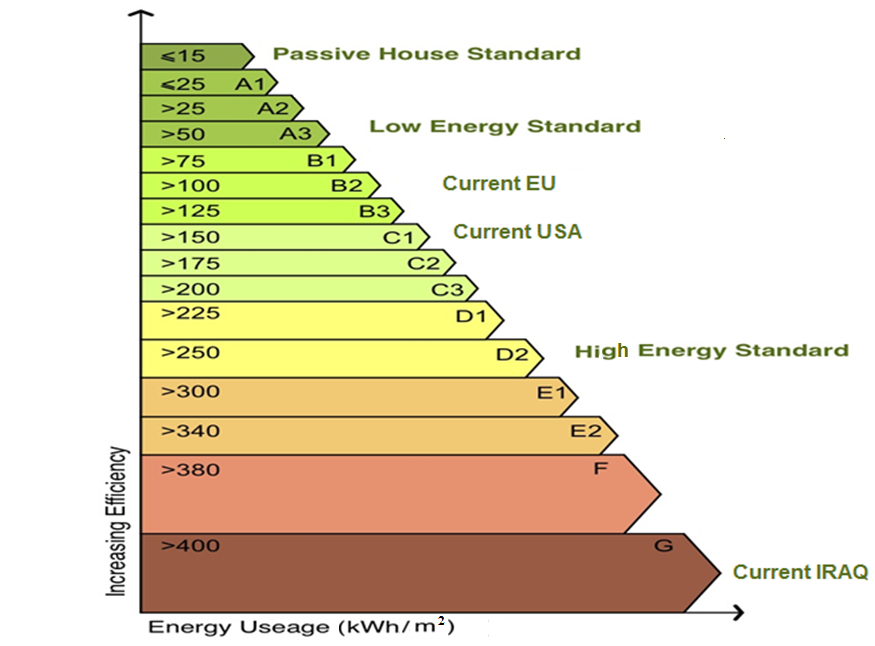 ⩽15 Passive House Standard
⩽25 A1
>25 A2
>50 A3 Low Energy Standard
>75 B1
>100 B2 Current EU
>125 B3
>150 C1 Current USA
>175 C2
>200 C3
>225 D1
>250 D2 High Energy Standard
>300 E1
>340 E2
>380 F
>400 G
Current IRAQ
Increasing Efficiency
Energy Useage (kWh/m²)